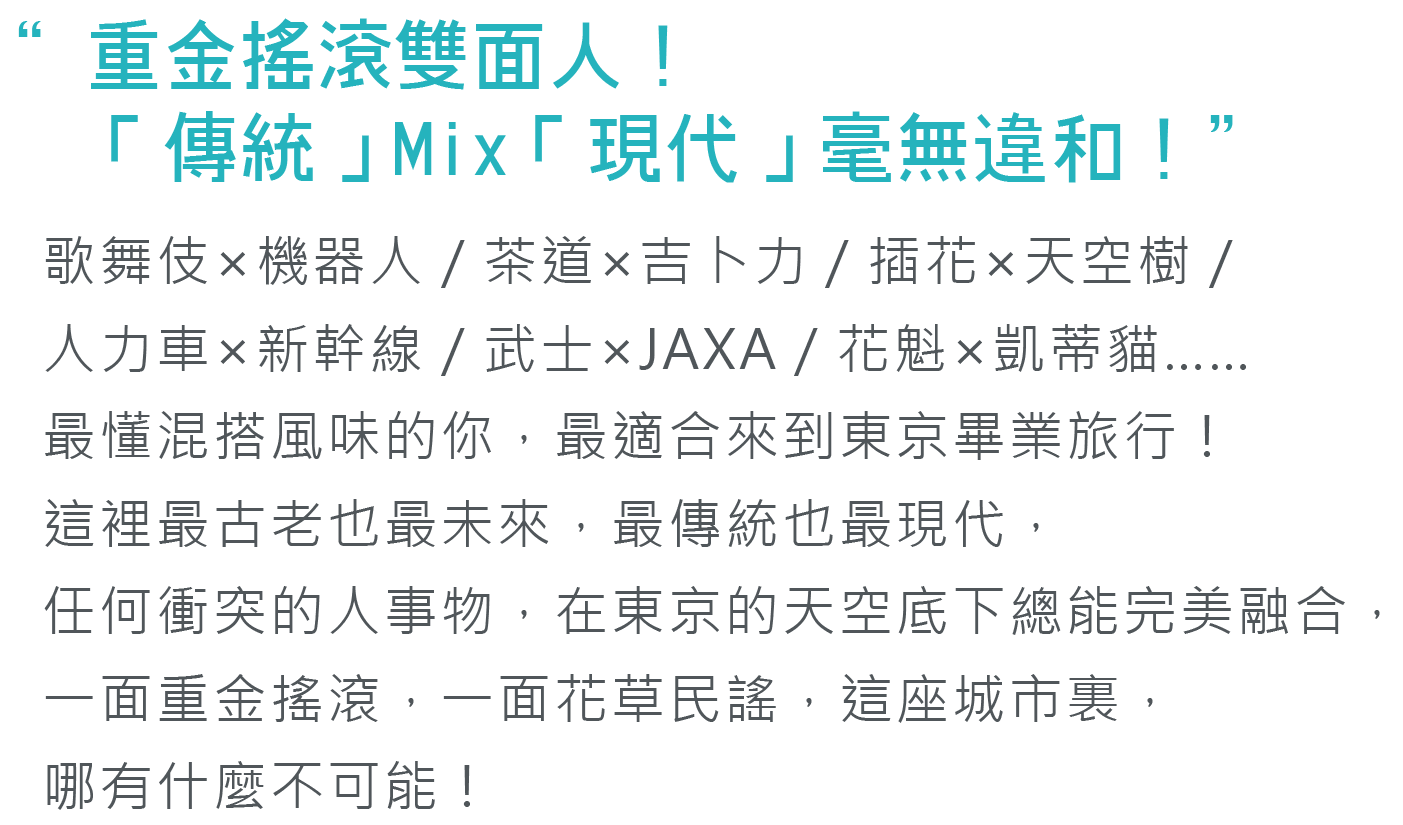 “ 重金搖滾雙面人！
「傳統」Mix「現代」毫無違和！”
歌舞伎×機器人 / 茶道×吉卜力 / 插花×天空樹 /
人力車×新幹線 / 武士×JAXA / 花魁×凱蒂貓……
最懂混搭風味的你，最適合來到東京畢業旅行！
這裡最古老也最未來，最傳統也最現代，
任何衝突的人事物，在東京的天空底下總能完美融合，
一面重金搖滾，一面花草民謠，這座城市裏，
哪有什麼不可能！